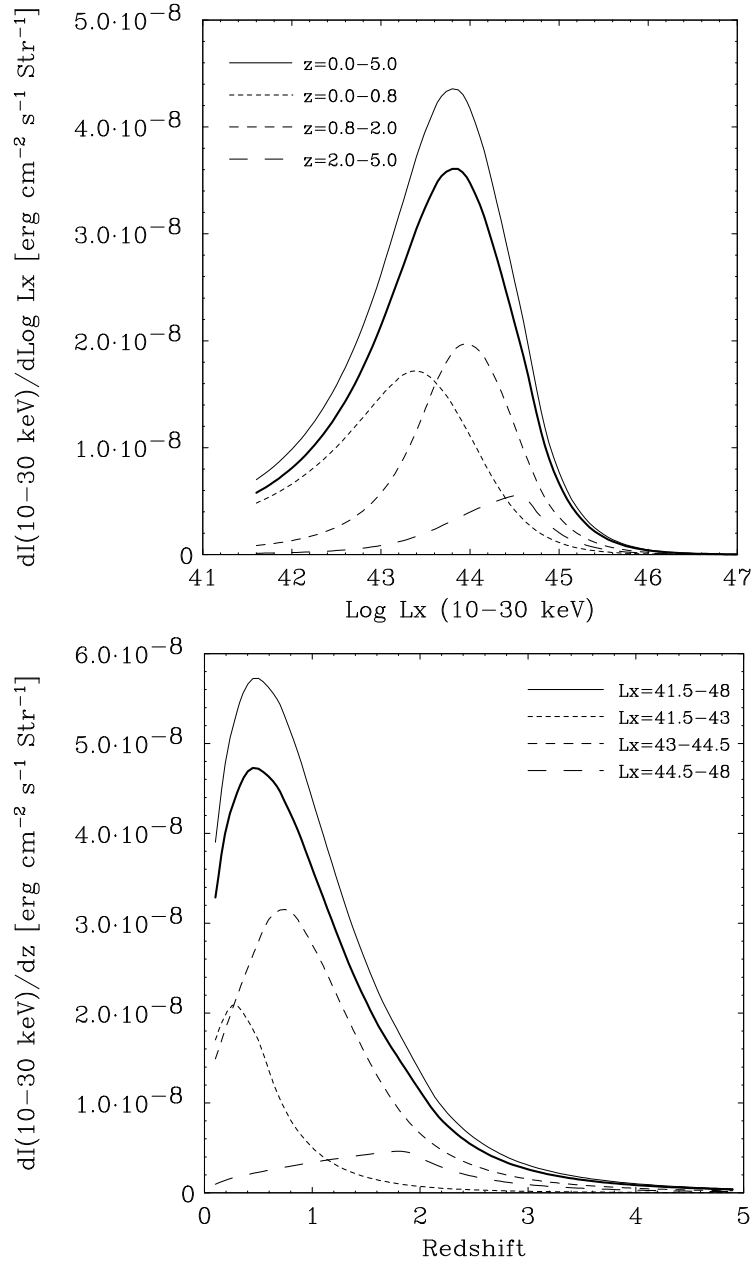 dI(10−30 keV)/dLog Lx [erg cm⁻² s⁻¹ Str⁻¹]
5.0·10⁻⁸
4.0·10⁻⁸
3.0·10⁻⁸
2.0·10⁻⁸
1.0·10⁻⁸
0
z=0.0−5.0
z=0.0−0.8
z=0.8−2.0
z=2.0−5.0
41 42 43 44 45 46 47
Log Lx (10−30 keV)
dI(10−30 keV)/dz [erg cm⁻² s⁻¹ Str⁻¹]
6.0·10⁻⁸
5.0·10⁻⁸
4.0·10⁻⁸
3.0·10⁻⁸
2.0·10⁻⁸
1.0·10⁻⁸
0
Lx=41.5−48
Lx=41.5−43
Lx=43−44.5
Lx=44.5−48
0 1 2 3 4 5
Redshift